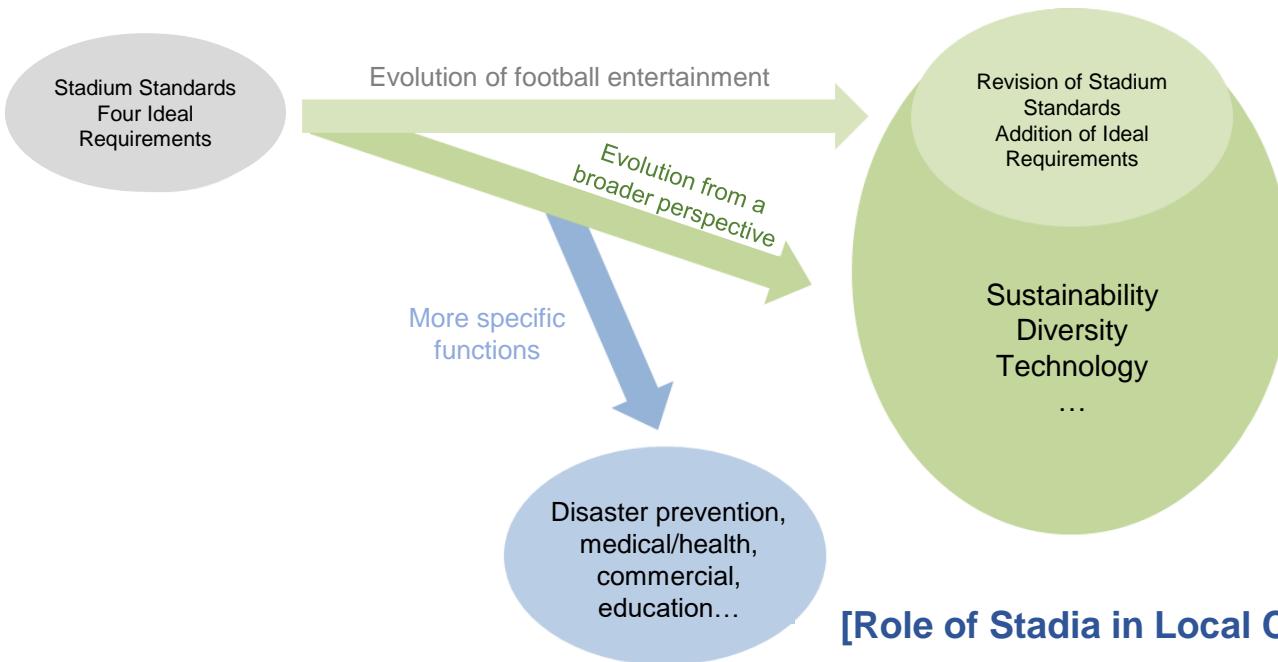 Stadium Standards
Four Ideal
Requirements
Evolution of football entertainment
Revision of Stadium
Standards
Addition of Ideal
Requirements
Evolution from a
broader perspective
More specific
functions
Sustainability
Diversity
Technology
…
Disaster prevention,
medical/health,
commercial,
education…
[Role of Stadia in Local